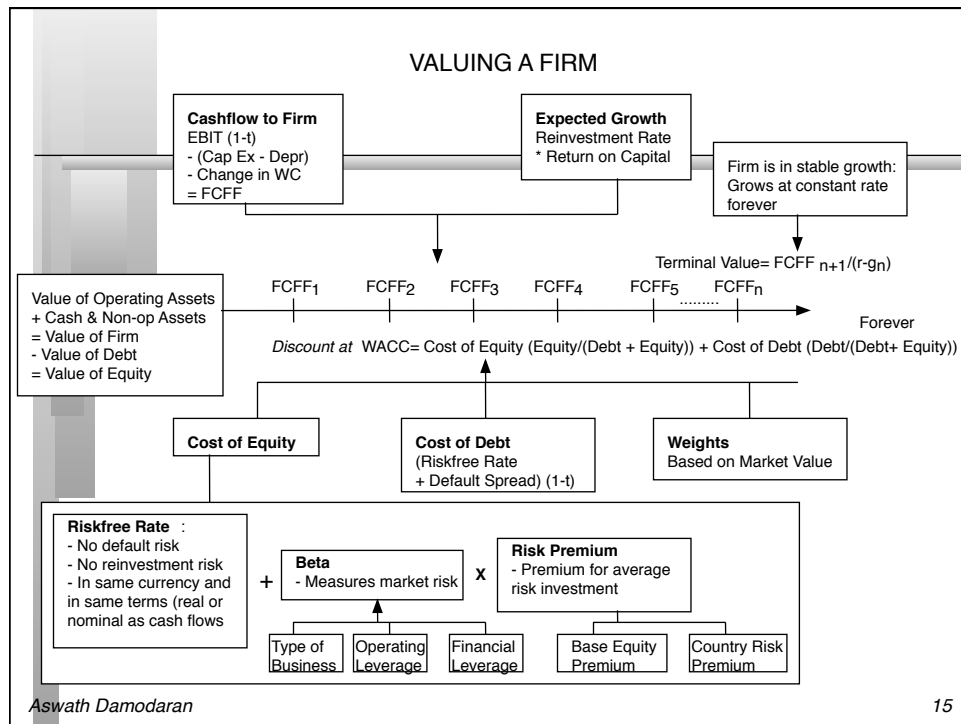 VALUING A FIRM
Cashflow to Firm
EBIT (1-t)
- (Cap Ex - Depr)
- Change in WC
= FCFF
Expected Growth
Reinvestment Rate
* Return on Capital
Firm is in stable growth:
Grows at constant rate
forever
Terminal Value= FCFF n+1/(r-gn)
FCFF1 FCFF2 FCFF3 FCFF4 FCFF5 ......... FCFFn
Forever
Value of Operating Assets
+ Cash & Non-op Assets
= Value of Firm
- Value of Debt
= Value of Equity
Discount at WACC= Cost of Equity (Equity/(Debt + Equity)) + Cost of Debt (Debt/(Debt+ Equity))
Cost of Equity
Cost of Debt
(Riskfree Rate
+ Default Spread) (1-t)
Weights
Based on Market Value
Riskfree Rate :
- No default risk
- No reinvestment risk
- In same currency and
in same terms (real or
nominal as cash flows
+
Beta
- Measures market risk
X
Risk Premium
- Premium for average
risk investment
Type of
Business
Operating
Leverage
Financial
Leverage
Base Equity
Premium
Country Risk
Premium
Aswath Damodaran
15